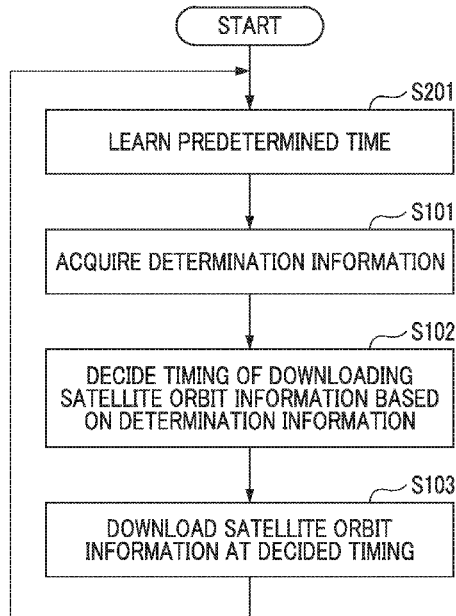 START
S201
LEARN PREDETERMINED TIME
S101
ACQUIRE DETERMINATION INFORMATION
S102
DECIDE TIMING OF DOWNLOADING
SATELLITE ORBIT INFORMATION BASED
ON DETERMINATION INFORMATION
S103
DOWNLOAD SATELLITE ORBIT
INFORMATION AT DECIDED TIMING